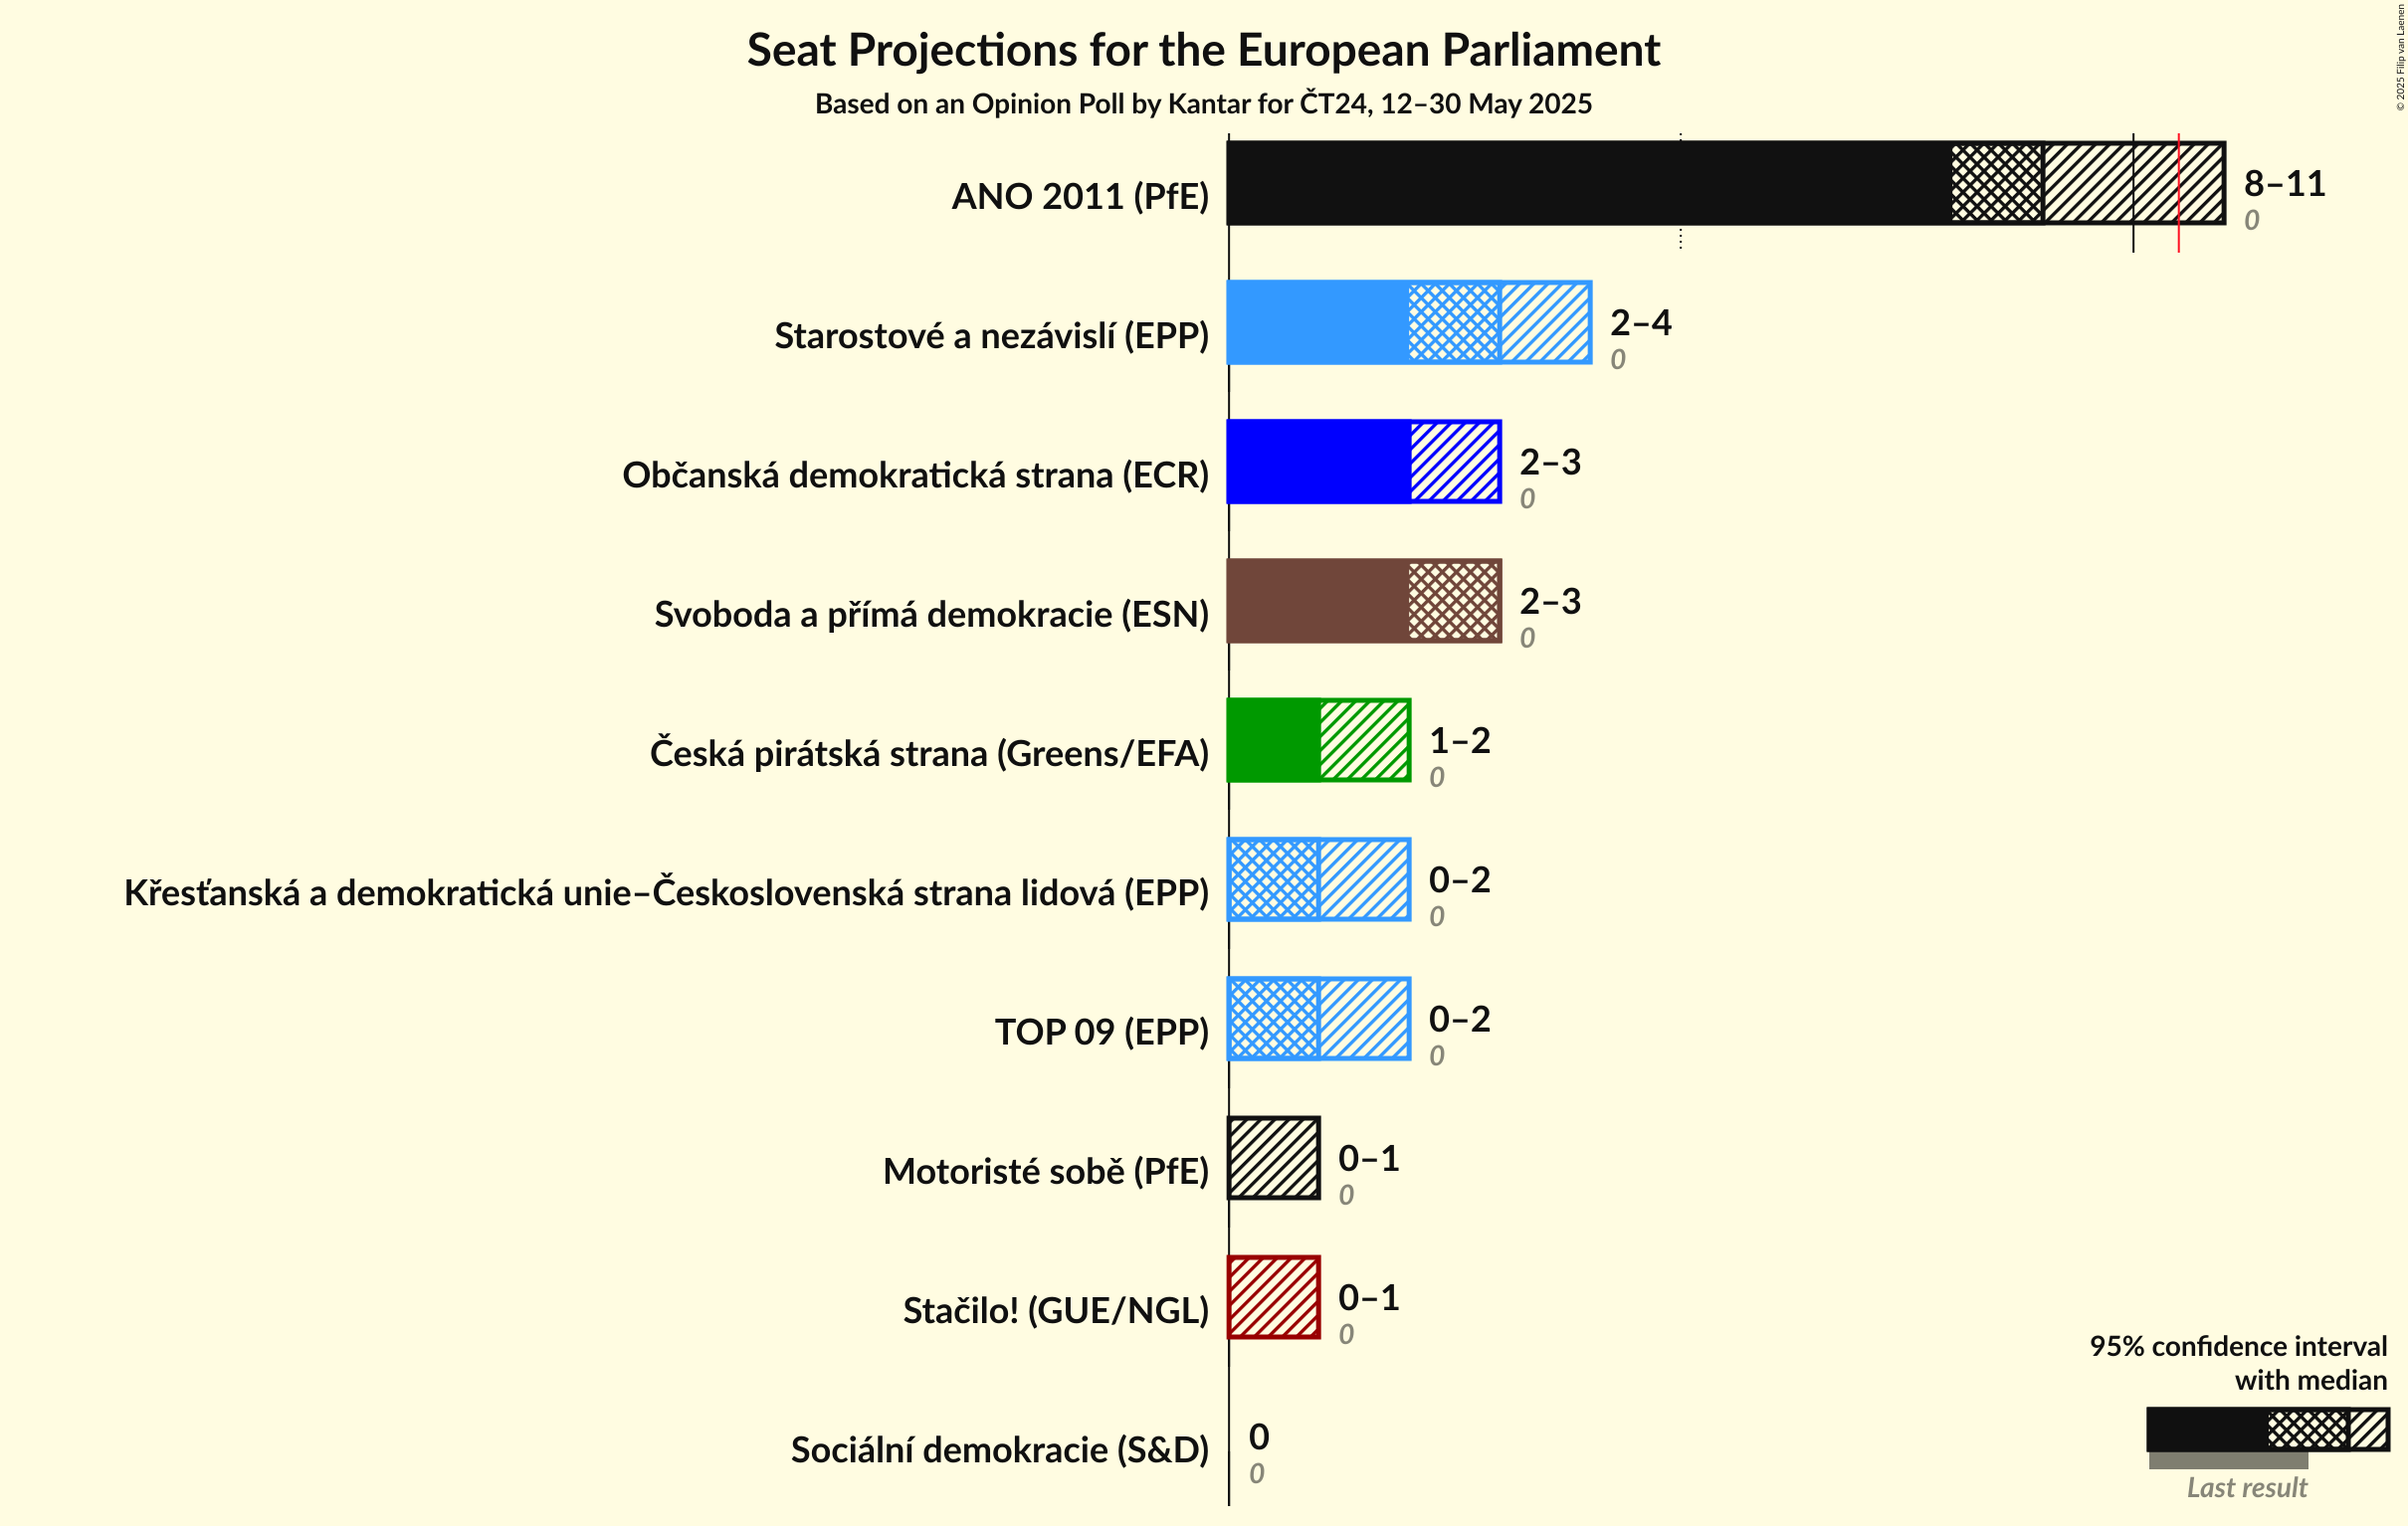 Seat Projections for the European Parliament
Based on an Opinion Poll by Kantar for ČT24, 12–30 May 2025
© 2025 Filip van Laenen
ANO 2011 (PfE)
8–11
0
Starostové a nezávislí (EPP)
2–4
0
Občanská demokratická strana (ECR)
2–3
0
Svoboda a přímá demokracie (ESN)
2–3
0
Česká pirátská strana (Greens/EFA)
1–2
0
Křesťanská a demokratická unie–Československá strana lidová (EPP)
0–2
0
TOP 09 (EPP)
0–2
0
Motoristé sobě (PfE)
0–1
0
Stačilo! (GUE/NGL)
0–1
0
Sociální demokracie (S&D)
0
0
95% confidence interval
with median
Last result